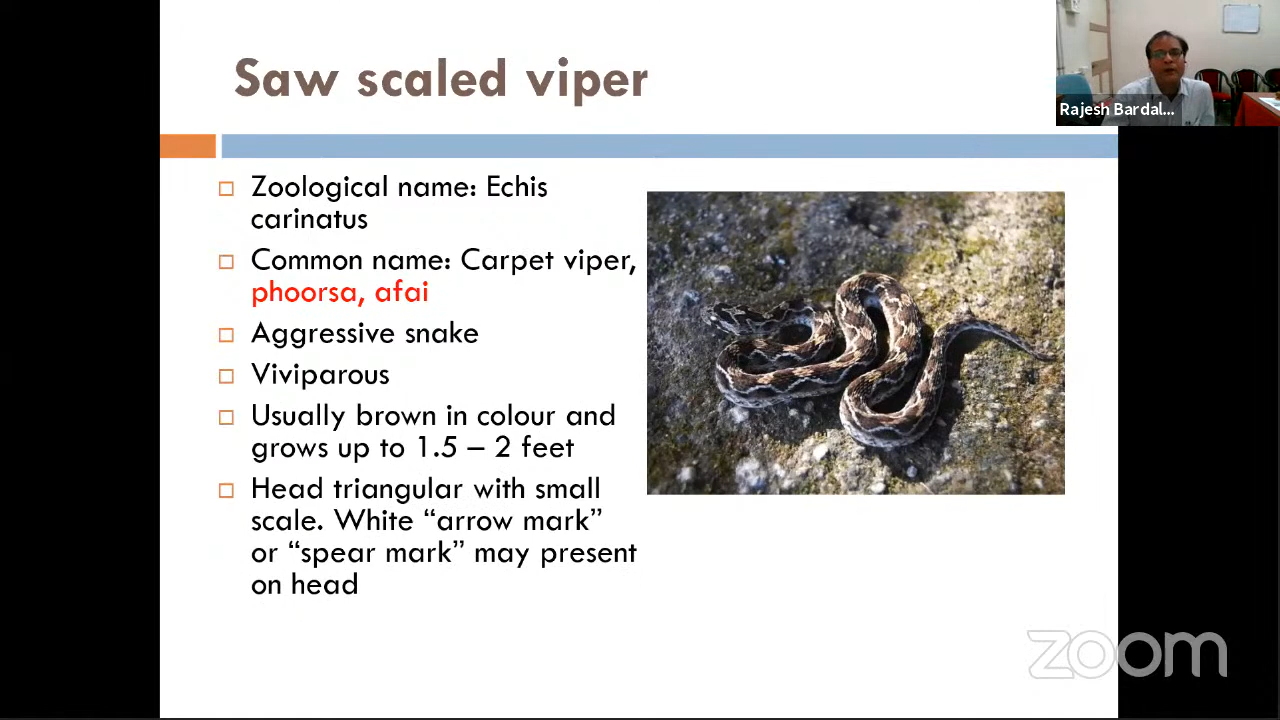 Saw scaled viper
Rajesh Bardal...
Zoological name: Echis
carinatus
Common name: Carpet viper,
phoorsa, afai
Aggressive snake
Viviparous
Usually brown in colour and
grows up to 1.5 – 2 feet
Head triangular with small
scale. White “arrow mark”
or “spear mark” may present
on head
zoom